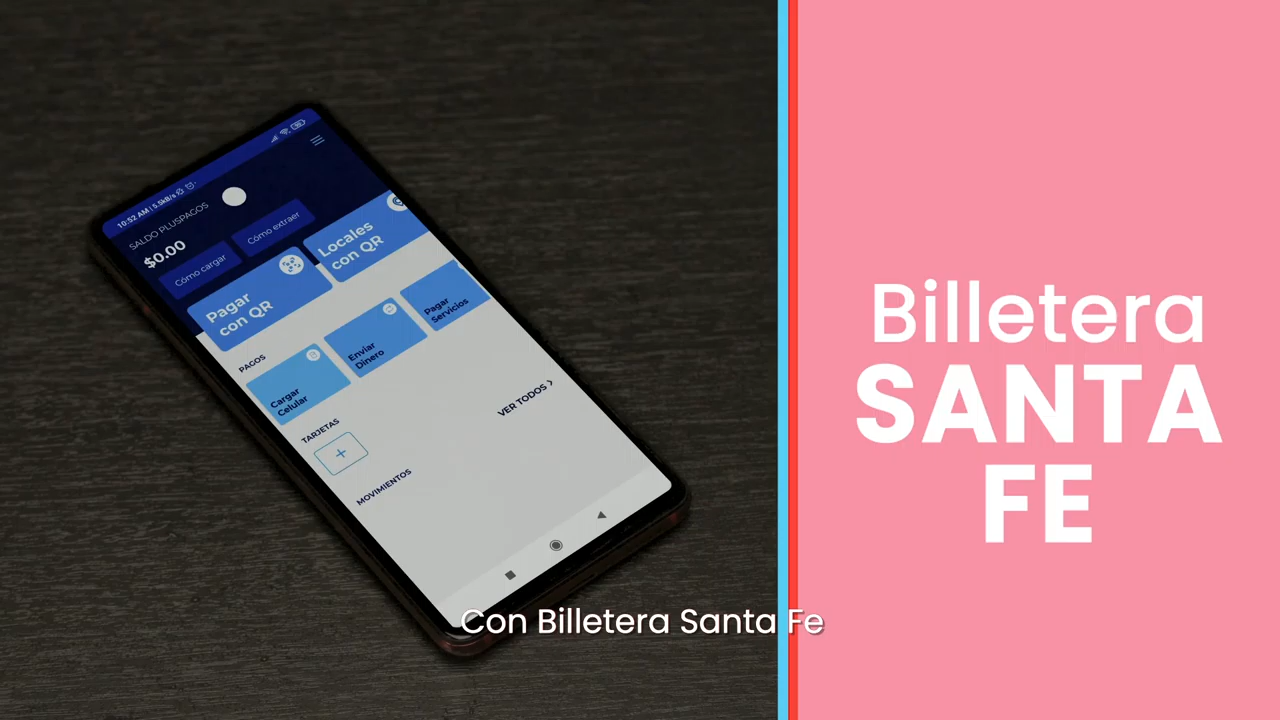 10:52 AM | 5.5kB/s
SALDO PLUSPAGOS
$0.00
Cómo cargar
Cómo extraer
Pagar
con QR
Locales
con QR
PAGOS
Cargar
Celular
Enviar
Dinero
Pagar
Servicios
TARJETAS
VER TODOS
MOVIMIENTOS
Billetera
SANTA
FE
Con Billetera Santa Fe